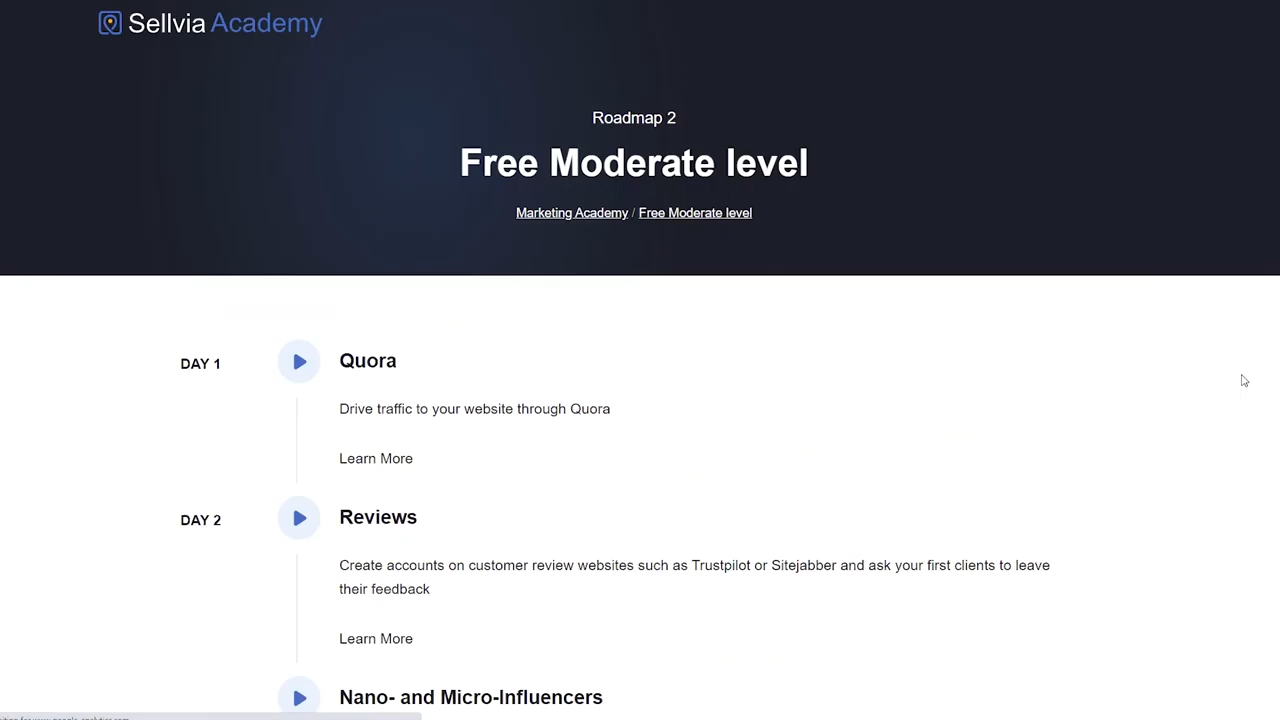 Sellvia Academy
Roadmap 2
Free Moderate level
Marketing Academy / Free Moderate level
DAY 1
Quora
Drive traffic to your website through Quora
Learn More
DAY 2
Reviews
Create accounts on customer review websites such as Trustpilot or Sitejabber and ask your first clients to leave
their feedback
Learn More
Nano- and Micro-Influencers